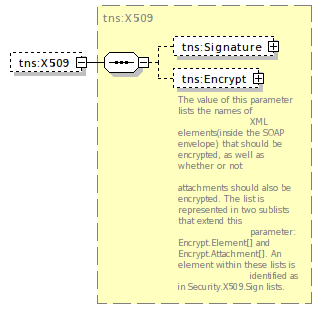 tns:X509
tns:X509
tns:Signature
tns:Encrypt
The value of this parameter
lists the names of
XML
elements(inside the SOAP
envelope) that should be
encrypted, as well as
whether or not
attachments should also be
encrypted. The list is
represented in two sublists
that extend this
parameter:
Encrypt.Element[] and
Encrypt.Attachment[]. An
element within these lists is
identified as
in Security.X509.Sign lists.